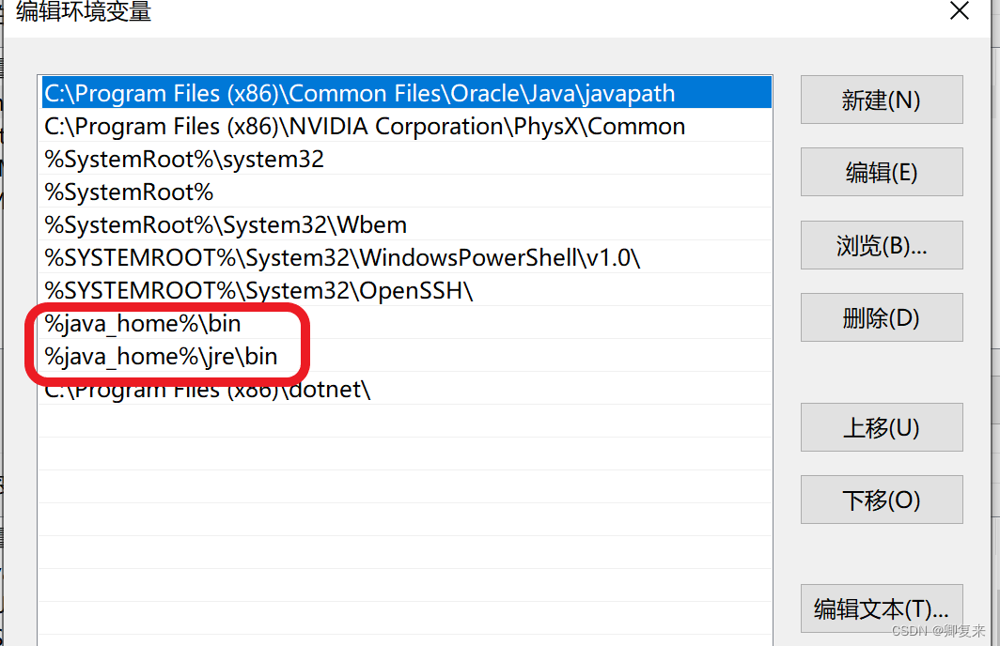 编辑环境变量
C:\Program Files (x86)\Common Files\Oracle\Java\javapath
C:\Program Files (x86)\NVIDIA Corporation\PhysX\Common
%SystemRoot%\system32
%SystemRoot%
%SystemRoot%\System32\Wbem
%SYSTEMROOT%\System32\WindowsPowerShell\v1.0\
%SYSTEMROOT%\System32\OpenSSH\
%java_home%\bin
%java_home%\jre\bin
C:\Program Files (x86)\dotnet\
新建(N)
编辑(E)
浏览(B)...
删除(D)
上移(U)
下移(O)
编辑文本(T)...
CSDN @卿复来